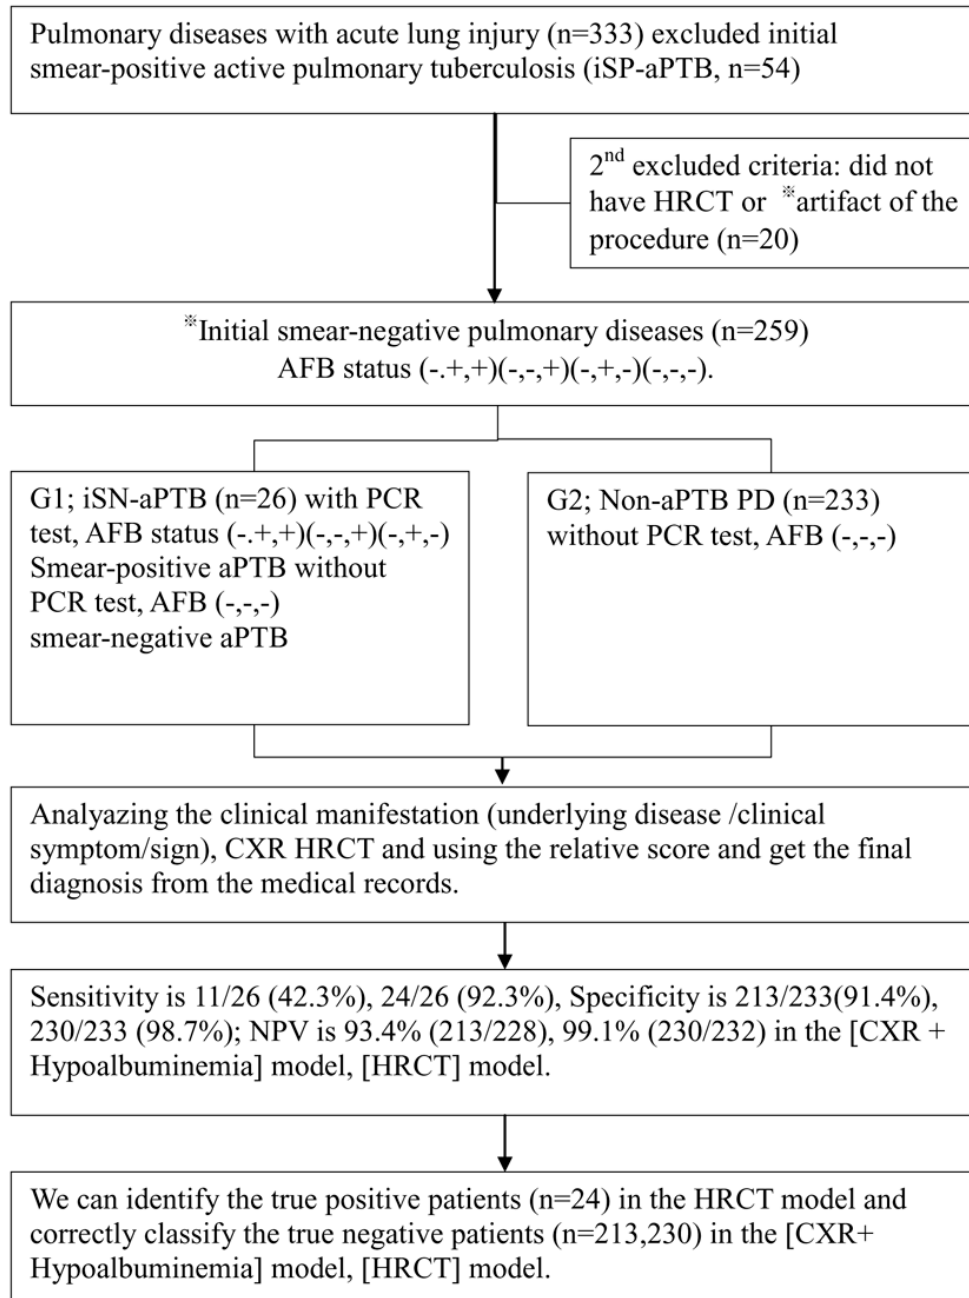 Pulmonary diseases with acute lung injury (n=333) excluded initial
smear-positive active pulmonary tuberculosis (iSP-aPTB, n=54)
2nd excluded criteria: did not
have HRCT or ※artifact of the
procedure (n=20)
※Initial smear-negative pulmonary diseases (n=259)
AFB status (-.+,+)(-,-,+)(-,+,-)(-,-,-).
G1; iSN-aPTB (n=26) with PCR
test, AFB status (-.+,+)(-,-,+)(-,+,-)
Smear-positive aPTB without
PCR test, AFB (-,-,-)
smear-negative aPTB
G2; Non-aPTB PD (n=233)
without PCR test, AFB (-,-,-)
Analyazing the clinical manifestation (underlying disease /clinical
symptom/sign), CXR HRCT and using the relative score and get the final
diagnosis from the medical records.
Sensitivity is 11/26 (42.3%), 24/26 (92.3%), Specificity is 213/233(91.4%),
230/233 (98.7%); NPV is 93.4% (213/228), 99.1% (230/232) in the [CXR +
Hypoalbuminemia] model, [HRCT] model.
We can identify the true positive patients (n=24) in the HRCT model and
correctly classify the true negative patients (n=213,230) in the [CXR+
Hypoalbuminemia] model, [HRCT] model.